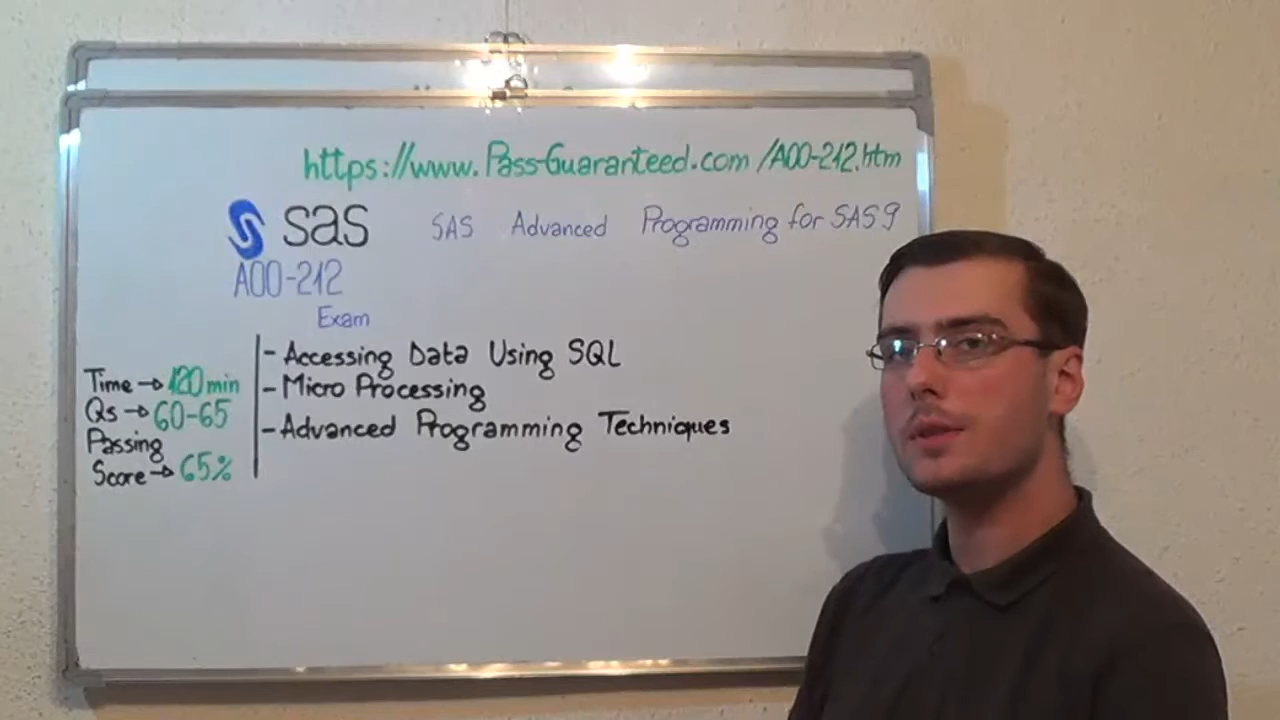 https://www.Pass-Guaranteed.com/A00-212.htm
sas
SAS Advanced Programming for SAS 9
A00-212
Exam
Time → 120 min
Qs → 60-65
Passing
Score → 65%
- Accessing Data Using SQL
- Micro Processing
- Advanced Programming Techniques